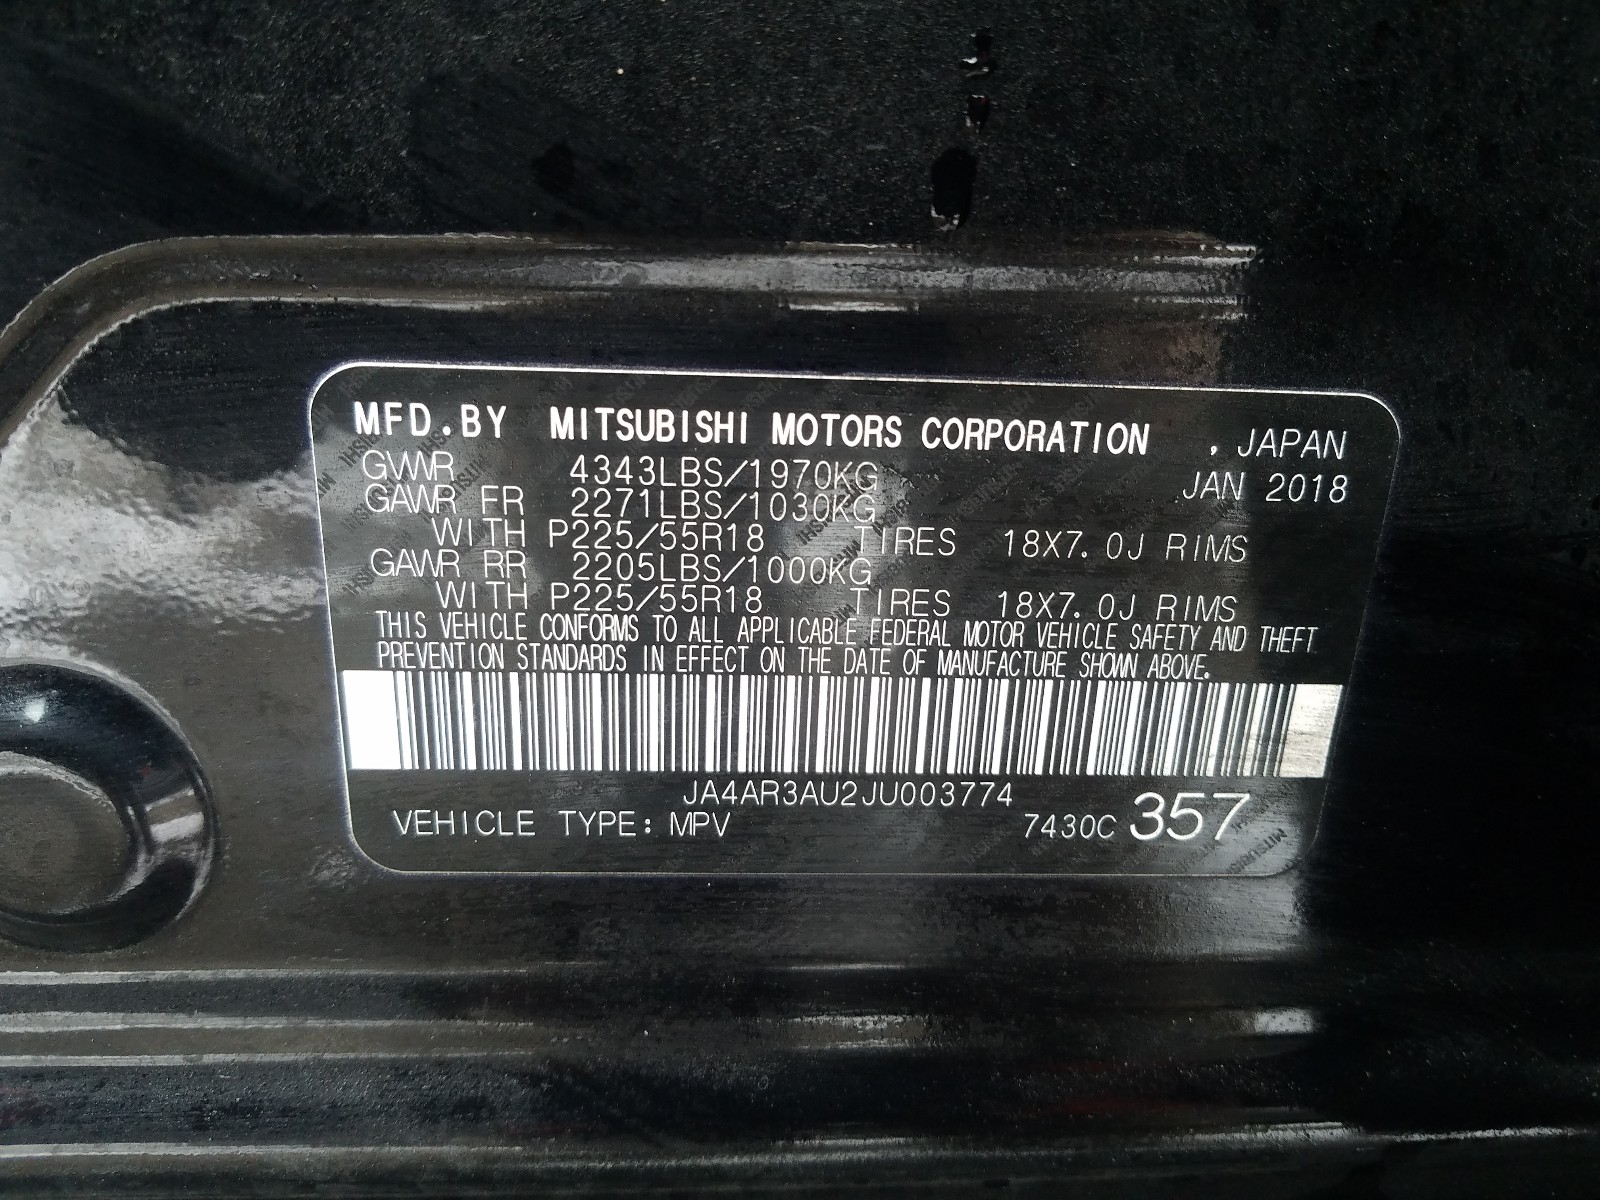 MFD.BY MITSUBISHI MOTORS CORPORATION , JAPAN
GVWR 4343LBS/1970KG JAN 2018
GAWR FR 2271LBS/1030KG
WITH P225/55R18 TIRES 18X7.0J RIMS
GAWR RR 2205LBS/1000KG
WITH P225/55R18 TIRES 18X7.0J RIMS
THIS VEHICLE CONFORMS TO ALL APPLICABLE FEDERAL MOTOR VEHICLE SAFETY AND THEFT
PREVENTION STANDARDS IN EFFECT ON THE DATE OF MANUFACTURE SHOWN ABOVE.
JA4AR3AU2JU003774
VEHICLE TYPE: MPV 7430C 357